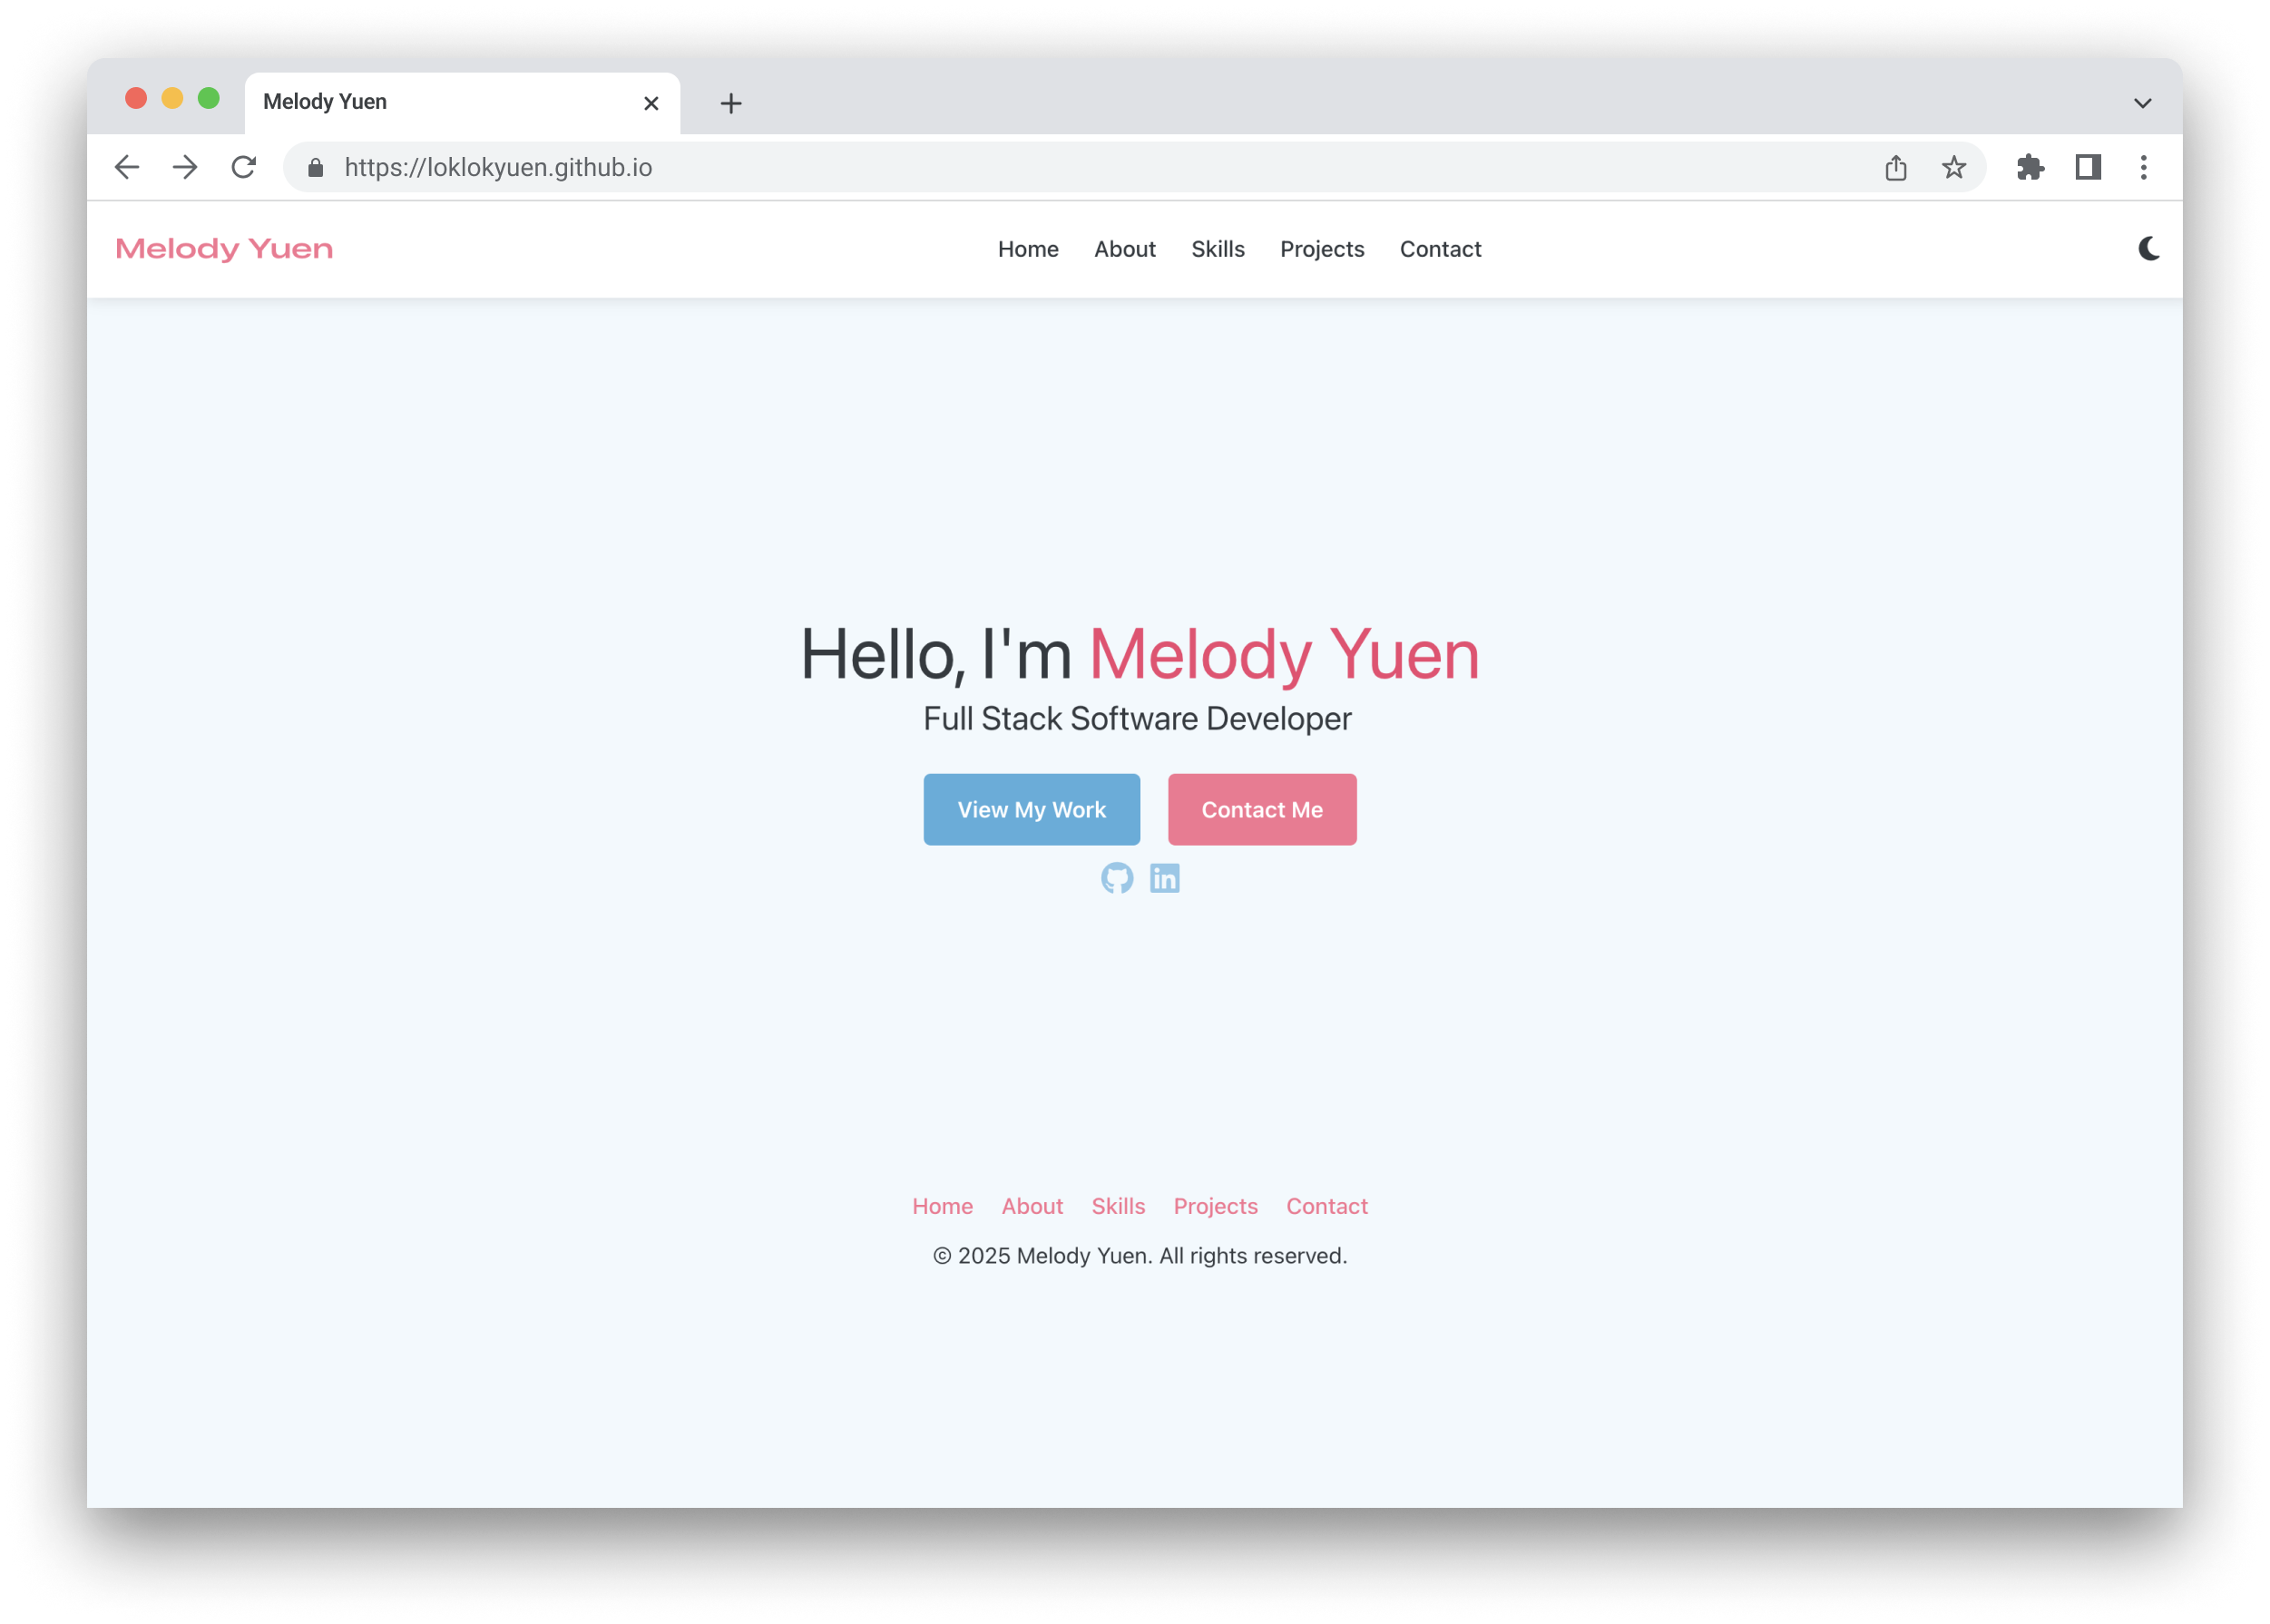 Melody Yuen
https://loklokyuen.github.io
Melody Yuen Home About Skills Projects Contact
Hello, I'm Melody Yuen
Full Stack Software Developer
View My Work Contact Me
in
Home About Skills Projects Contact
© 2025 Melody Yuen. All rights reserved.